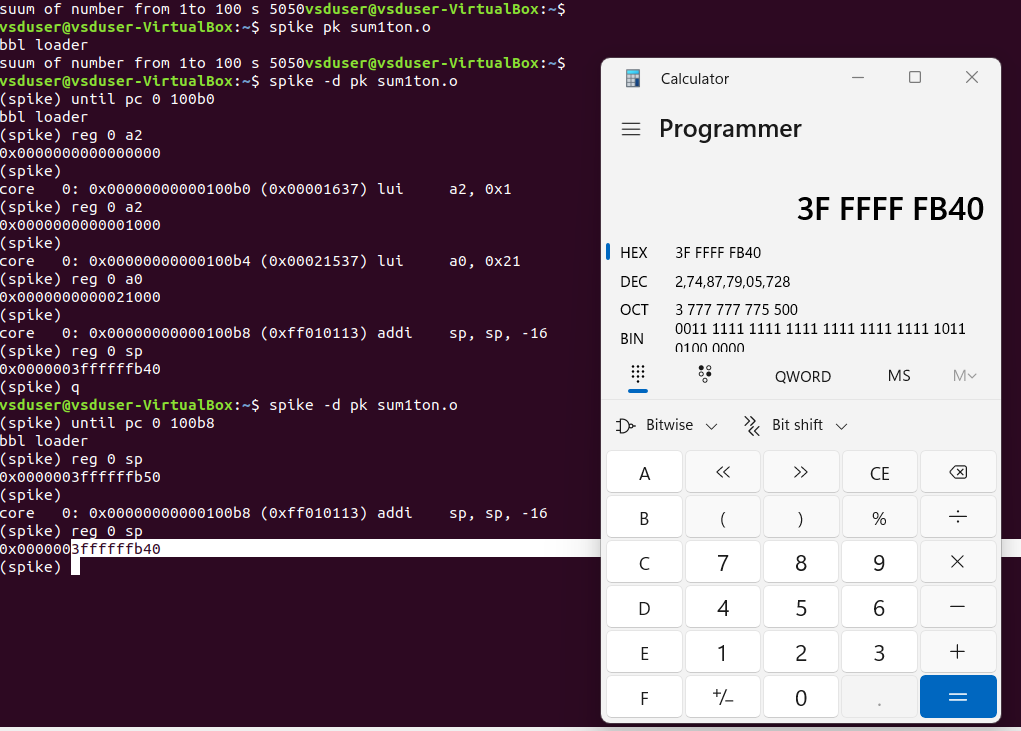 suum of number from 1to 100 s 5050vsduser@vsduser-VirtualBox:~$
vsduser@vsduser-VirtualBox:~$ spike pk sum1ton.o
bbl loader
suum of number from 1to 100 s 5050vsduser@vsduser-VirtualBox:~$
vsduser@vsduser-VirtualBox:~$ spike -d pk sum1ton.o
(spike) until pc 0 100b0
bbl loader
(spike) reg 0 a2
0x0000000000000000
(spike)
core   0: 0x00000000000100b0 (0x00001637) lui     a2, 0x1
(spike) reg 0 a2
0x0000000000001000
(spike)
core   0: 0x00000000000100b4 (0x00021537) lui     a0, 0x21
(spike) reg 0 a0
0x0000000000021000
(spike)
core   0: 0x00000000000100b8 (0xff010113) addi    sp, sp, -16
(spike) reg 0 sp
0x0000003ffffffb40
(spike) q
vsduser@vsduser-VirtualBox:~$ spike -d pk sum1ton.o
(spike) until pc 0 100b8
bbl loader
(spike) reg 0 sp
0x0000003ffffffb50
(spike)
core   0: 0x00000000000100b8 (0xff010113) addi    sp, sp, -16
(spike) reg 0 sp
0x0000003ffffffb40
(spike)
Calculator
Programmer
3F FFFF FB40
HEX 3F FFFF FB40
DEC 2,74,87,79,05,728
OCT 3 777 777 775 500
BIN 0011 1111 1111 1111 1111 1111 1111 1011
0100 0000
QWORD MS M
Bitwise Bit shift
A << >> CE
B ( ) % ÷
C 7 8 9 ×
D 4 5 6 −
E 1 2 3 +
F +/− 0 . =